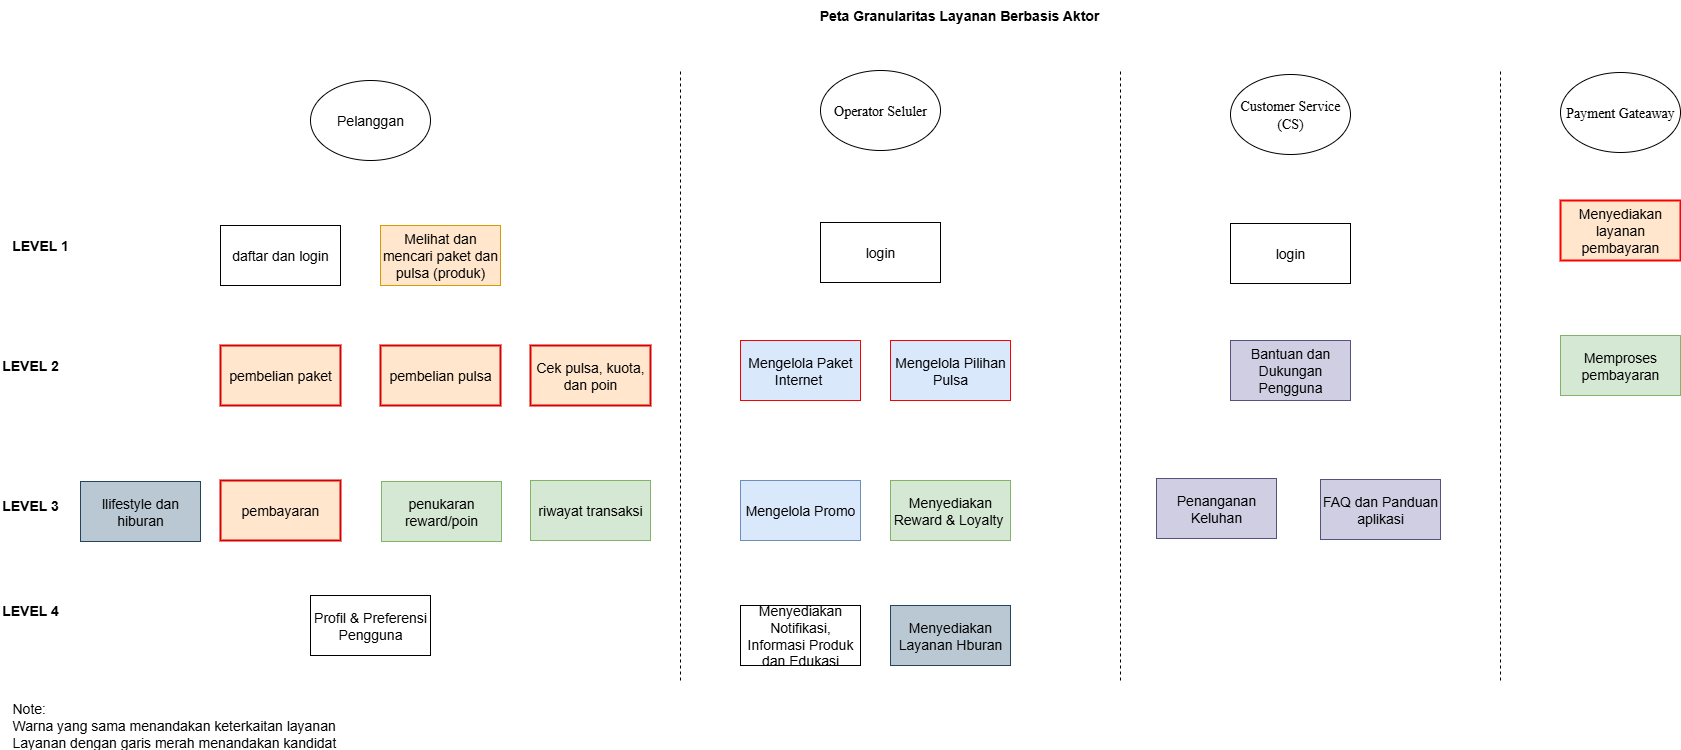 Peta Granularitas Layanan Berbasis Aktor
Pelanggan
Operator Seluler
Customer Service
(CS)
Payment Gateaway
LEVEL 1
daftar dan login
Melihat dan
mencari paket dan
pulsa (produk)
login
login
Menyediakan
layanan
pembayaran
LEVEL 2
pembelian paket
pembelian pulsa
Cek pulsa, kuota,
dan poin
Mengelola Paket
Internet
Mengelola Pilihan
Pulsa
Bantuan dan
Dukungan
Pengguna
Memproses
pembayaran
LEVEL 3
llifestyle dan
hiburan
pembayaran
penukaran
reward/poin
riwayat transaksi
Mengelola Promo
Menyediakan
Reward & Loyalty
Penanganan
Keluhan
FAQ dan Panduan
aplikasi
LEVEL 4
Profil & Preferensi
Pengguna
Menyediakan
Notifikasi,
Informasi Produk
dan Edukasi
Menyediakan
Layanan Hburan
Note:
Warna yang sama menandakan keterkaitan layanan
Layanan dengan garis merah menandakan kandidat